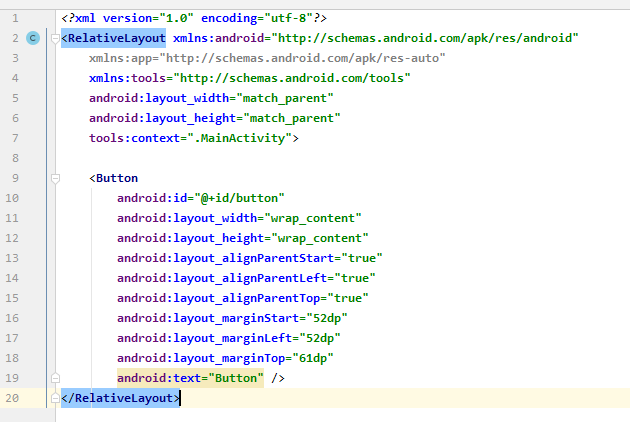 1 <?xml version="1.0" encoding="utf-8"?>
2 C <RelativeLayout xmlns:android="http://schemas.android.com/apk/res/android"
3 xmlns:app="http://schemas.android.com/apk/res-auto"
4 xmlns:tools="http://schemas.android.com/tools"
5 android:layout_width="match_parent"
6 android:layout_height="match_parent"
7 tools:context=".MainActivity">
8
9 <Button
10 android:id="@+id/button"
11 android:layout_width="wrap_content"
12 android:layout_height="wrap_content"
13 android:layout_alignParentStart="true"
14 android:layout_alignParentLeft="true"
15 android:layout_alignParentTop="true"
16 android:layout_marginStart="52dp"
17 android:layout_marginLeft="52dp"
18 android:layout_marginTop="61dp"
19 android:text="Button" />
20 </RelativeLayout>